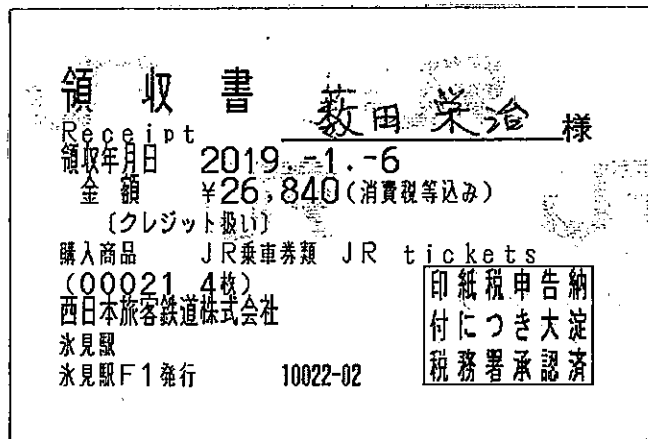 領収書
薮田栄治 様
Receipt
領収年月日 2019.-1.-6
金額 ¥26,840(消費税等込み)
(クレジット扱い)
購入商品 JR乗車券類 JR tickets
(00021 4枚)
西日本旅客鉄道株式会社
氷見駅
氷見駅F1発行 10022-02
印紙税申告納
付につき大淀
税務署承認済